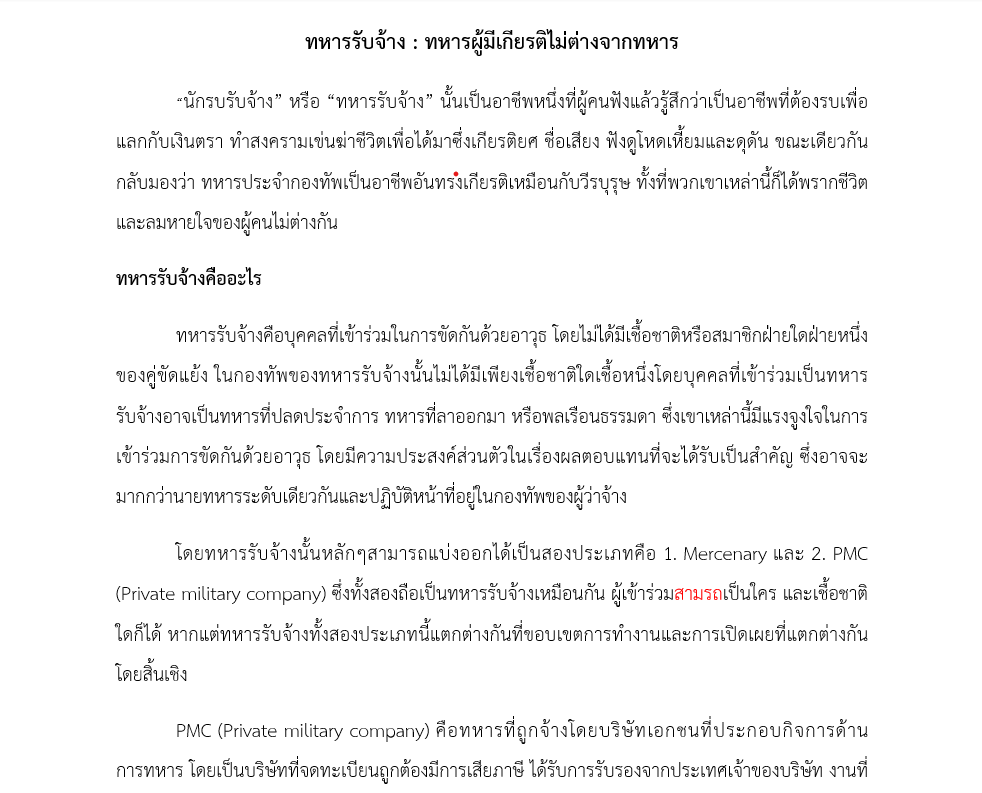 ทหารรับจ้าง : ทหารผู้มีเกียรติไม่ต่างจากทหาร
“นักรบรับจ้าง” หรือ “ทหารรับจ้าง” นั้นเป็นอาชีพหนึ่งที่ผู้คนฟังแล้วรู้สึกว่าเป็นอาชีพที่ต้องรบเพื่อ
แลกกับเงินตรา ทำสงครามเข่นฆ่าชีวิตเพื่อได้มาซึ่งเกียรติยศ ชื่อเสียง ฟังดูโหดเหี้ยมและดุดัน ขณะเดียวกัน
กลับมองว่า ทหารประจำกองทัพเป็นอาชีพอันทรงเกียรติเหมือนกับวีรบุรุษ ทั้งที่พวกเขาเหล่านี้ก็ได้พรากชีวิต
และลมหายใจของผู้คนไม่ต่างกัน
ทหารรับจ้างคืออะไร
ทหารรับจ้างคือบุคคลที่เข้าร่วมในการขัดกันด้วยอาวุธ โดยไม่ได้มีเชื้อชาติหรือสมาชิกฝ่ายใดฝ่ายหนึ่ง
ของคู่ขัดแย้ง ในกองทัพของทหารรับจ้างนั้นไม่ได้มีเพียงเชื้อชาติใดเชื้อหนึ่งโดยบุคคลที่เข้าร่วมเป็นทหาร
รับจ้างอาจเป็นทหารที่ปลดประจำการ ทหารที่ลาออกมา หรือพลเรือนธรรมดา ซึ่งเขาเหล่านี้มีแรงจูงใจในการ
เข้าร่วมการขัดกันด้วยอาวุธ โดยมีความประสงค์ส่วนตัวในเรื่องผลตอบแทนที่จะได้รับเป็นสำคัญ ซึ่งอาจจะ
มากกว่านายทหารระดับเดียวกันและปฏิบัติหน้าที่อยู่ในกองทัพของผู้ว่าจ้าง
โดยทหารรับจ้างนั้นหลักๆสามารถแบ่งออกได้เป็นสองประเภทคือ 1. Mercenary และ 2. PMC
(Private military company) ซึ่งทั้งสองถือเป็นทหารรับจ้างเหมือนกัน ผู้เข้าร่วมสามรถเป็นใคร และเชื้อชาติ
ใดก็ได้ หากแต่ทหารรับจ้างทั้งสองประเภทนี้แตกต่างกันที่ขอบเขตการทำงานและการเปิดเผยที่แตกต่างกัน
โดยสิ้นเชิง
PMC (Private military company) คือทหารที่ถูกจ้างโดยบริษัทเอกชนที่ประกอบกิจการด้าน
การทหาร โดยเป็นบริษัทที่จดทะเบียนถูกต้องมีการเสียภาษี ได้รับการรับรองจากประเทศเจ้าของบริษัท งานที่